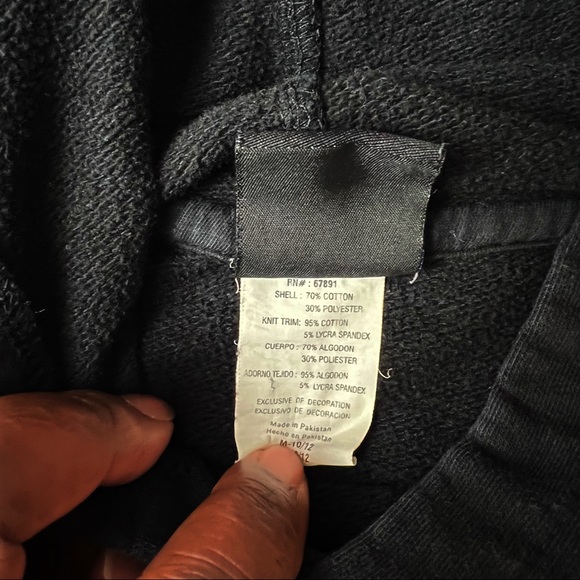 RN# : 67891
SHELL : 70% COTTON
30% POLYESTER
KNIT TRIM: 95% COTTON
5% LYCRA SPANDEX
CUERPO : 70% ALGODON
30% POLIESTER
ADORNO TEJIDO : 95% ALGODON
5% LYCRA SPANDEX
EXCLUSIVE OF DECORATION
EXCLUSIVO DE DECORACION
Made in Pakistan
Hecho en Pakistan
M-10/12